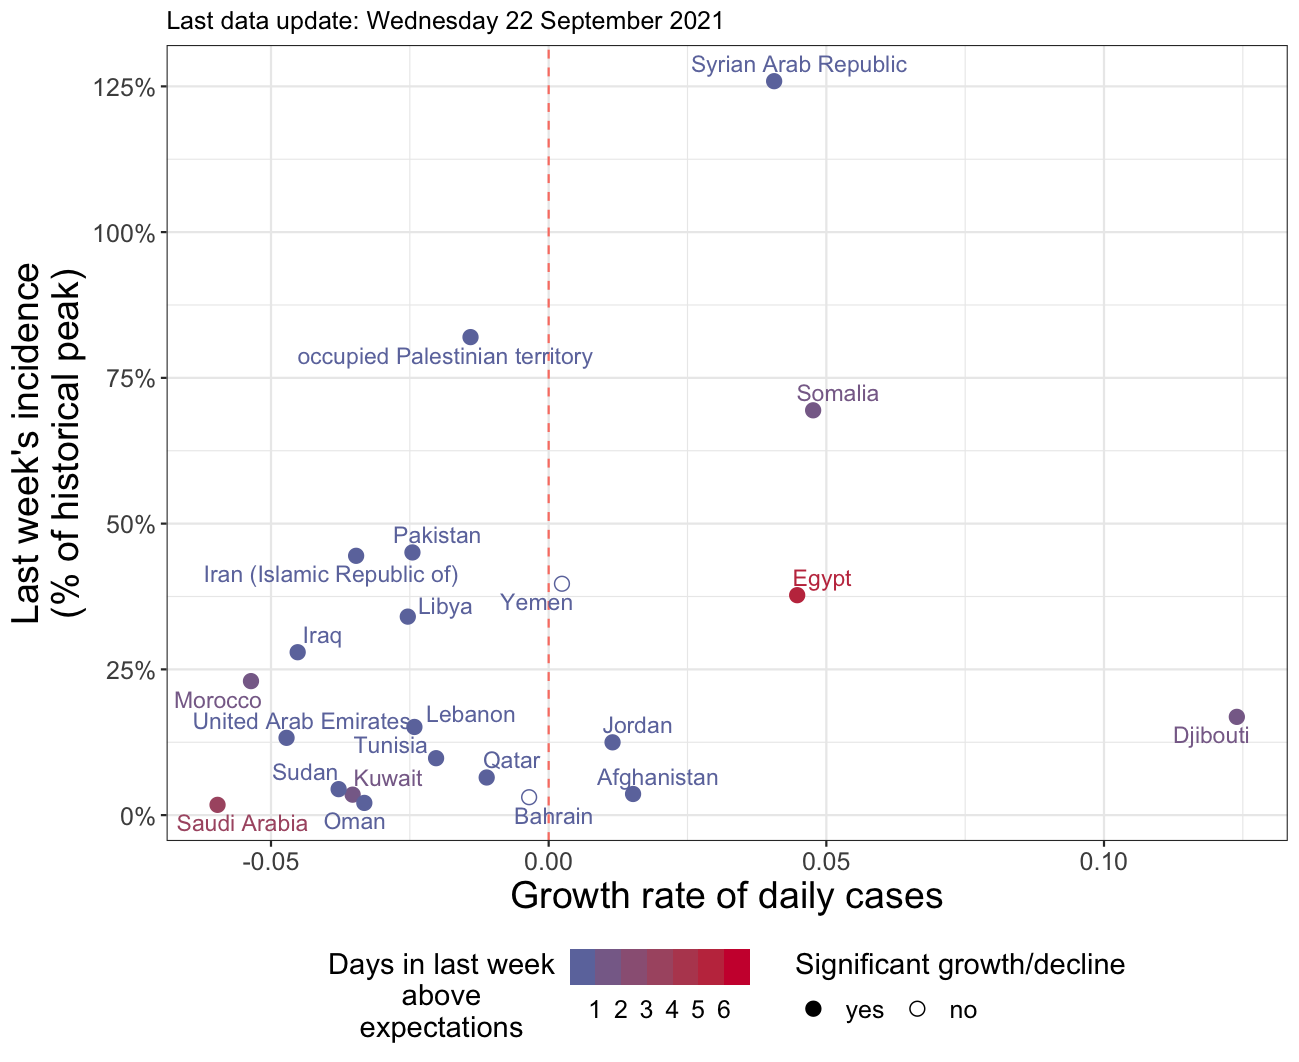 Last data update: Wednesday 22 September 2021
Syrian Arab Republic
125%
100%
occupied Palestinian territory
75%
Somalia
50%
Pakistan
Iran (Islamic Republic of)
Egypt
Yemen
Libya
Iraq
25%
Morocco
United Arab Emirates
Lebanon
Jordan
Djibouti
Tunisia
Qatar
Sudan
Kuwait
Afghanistan
0%
Saudi Arabia
Oman
Bahrain
Last week's incidence
(% of historical peak)
-0.05 0.00 0.05 0.10
Growth rate of daily cases
Days in last week
above
expectations
1 2 3 4 5 6
Significant growth/decline
yes no